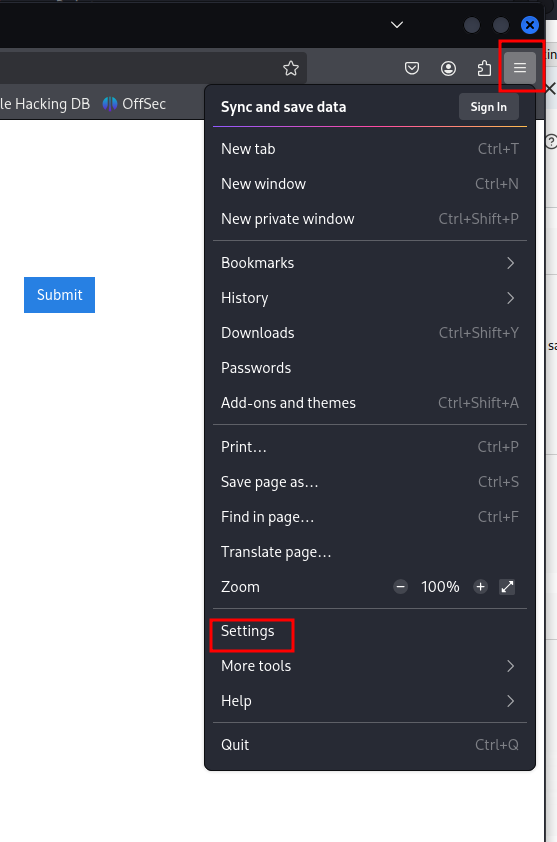 in
le Hacking DB OffSec
Sync and save data Sign In
New tab Ctrl+T
New window Ctrl+N
New private window Ctrl+Shift+P
Bookmarks
Submit
History
Downloads Ctrl+Shift+Y
sa
Passwords
Add-ons and themes Ctrl+Shift+A
Print… Ctrl+P
Save page as… Ctrl+S
Find in page… Ctrl+F
Translate page…
Zoom 100%
Settings
More tools
Help
Quit Ctrl+Q